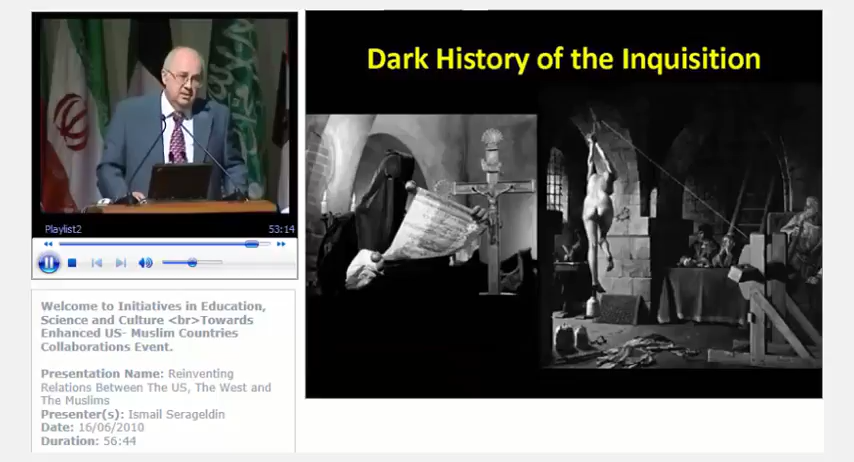 Dark History of the Inquisition
Playlist2
53:14
Welcome to Initiatives in Education,
Science and Culture <br>Towards
Enhanced US- Muslim Countries
Collaborations Event.
Presentation Name: Reinventing
Relations Between The US, The West and
The Muslims
Presenter(s): Ismail Serageldin
Date: 16/06/2010
Duration: 56:44